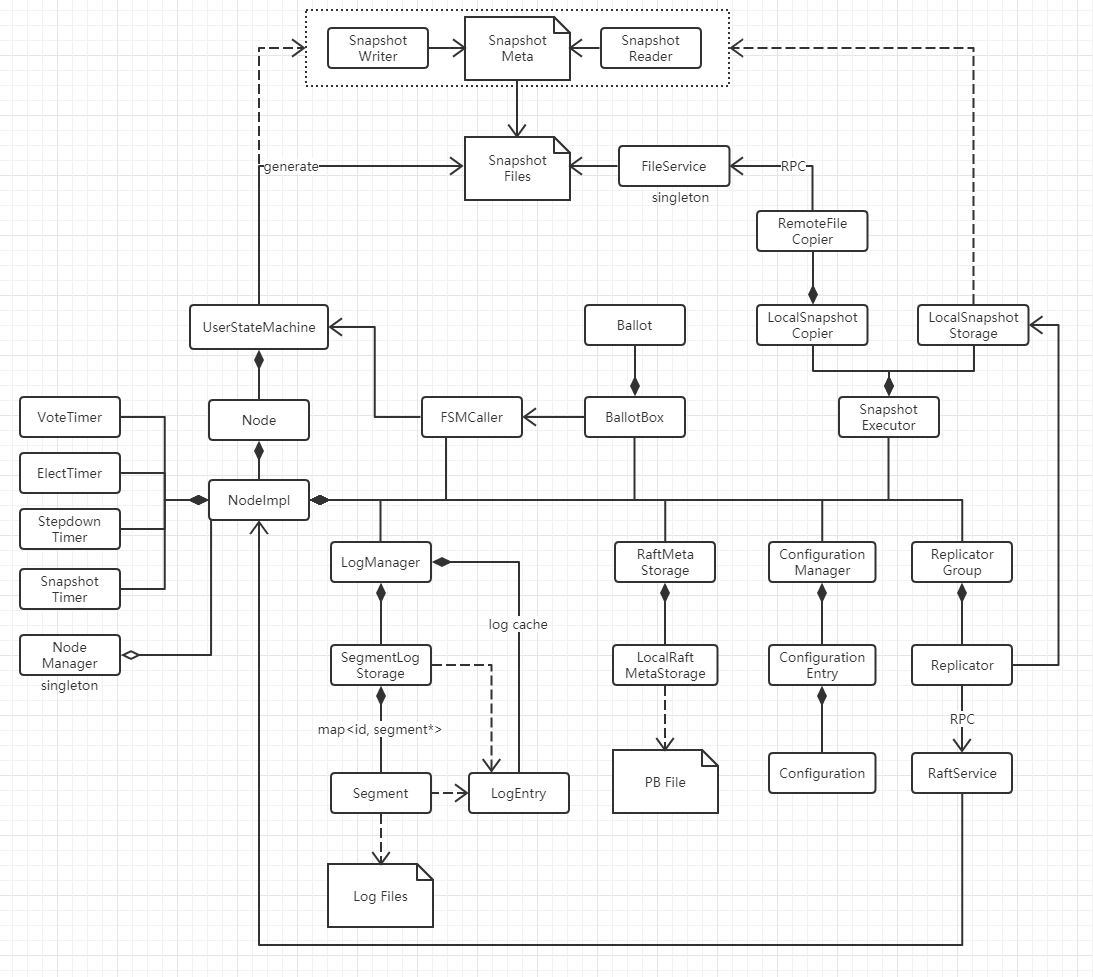 Snapshot
Writer
Snapshot
Meta
Snapshot
Reader
generate
Snapshot
Files
FileService
RPC
singleton
RemoteFile
Copier
UserStateMachine
Ballot
LocalSnapshot
Copier
LocalSnapshot
Storage
VoteTimer
Node
FSMCaller
BallotBox
Snapshot
Executor
ElectTimer
NodeImpl
Stepdown
Timer
LogManager
RaftMeta
Storage
Configuration
Manager
Replicator
Group
Snapshot
Timer
log cache
Node
Manager
singleton
SegmentLog
Storage
LocalRaft
MetaStorage
Configuration
Entry
Replicator
map<id, segment*>
RPC
Segment
LogEntry
PB File
Configuration
RaftService
Log Files